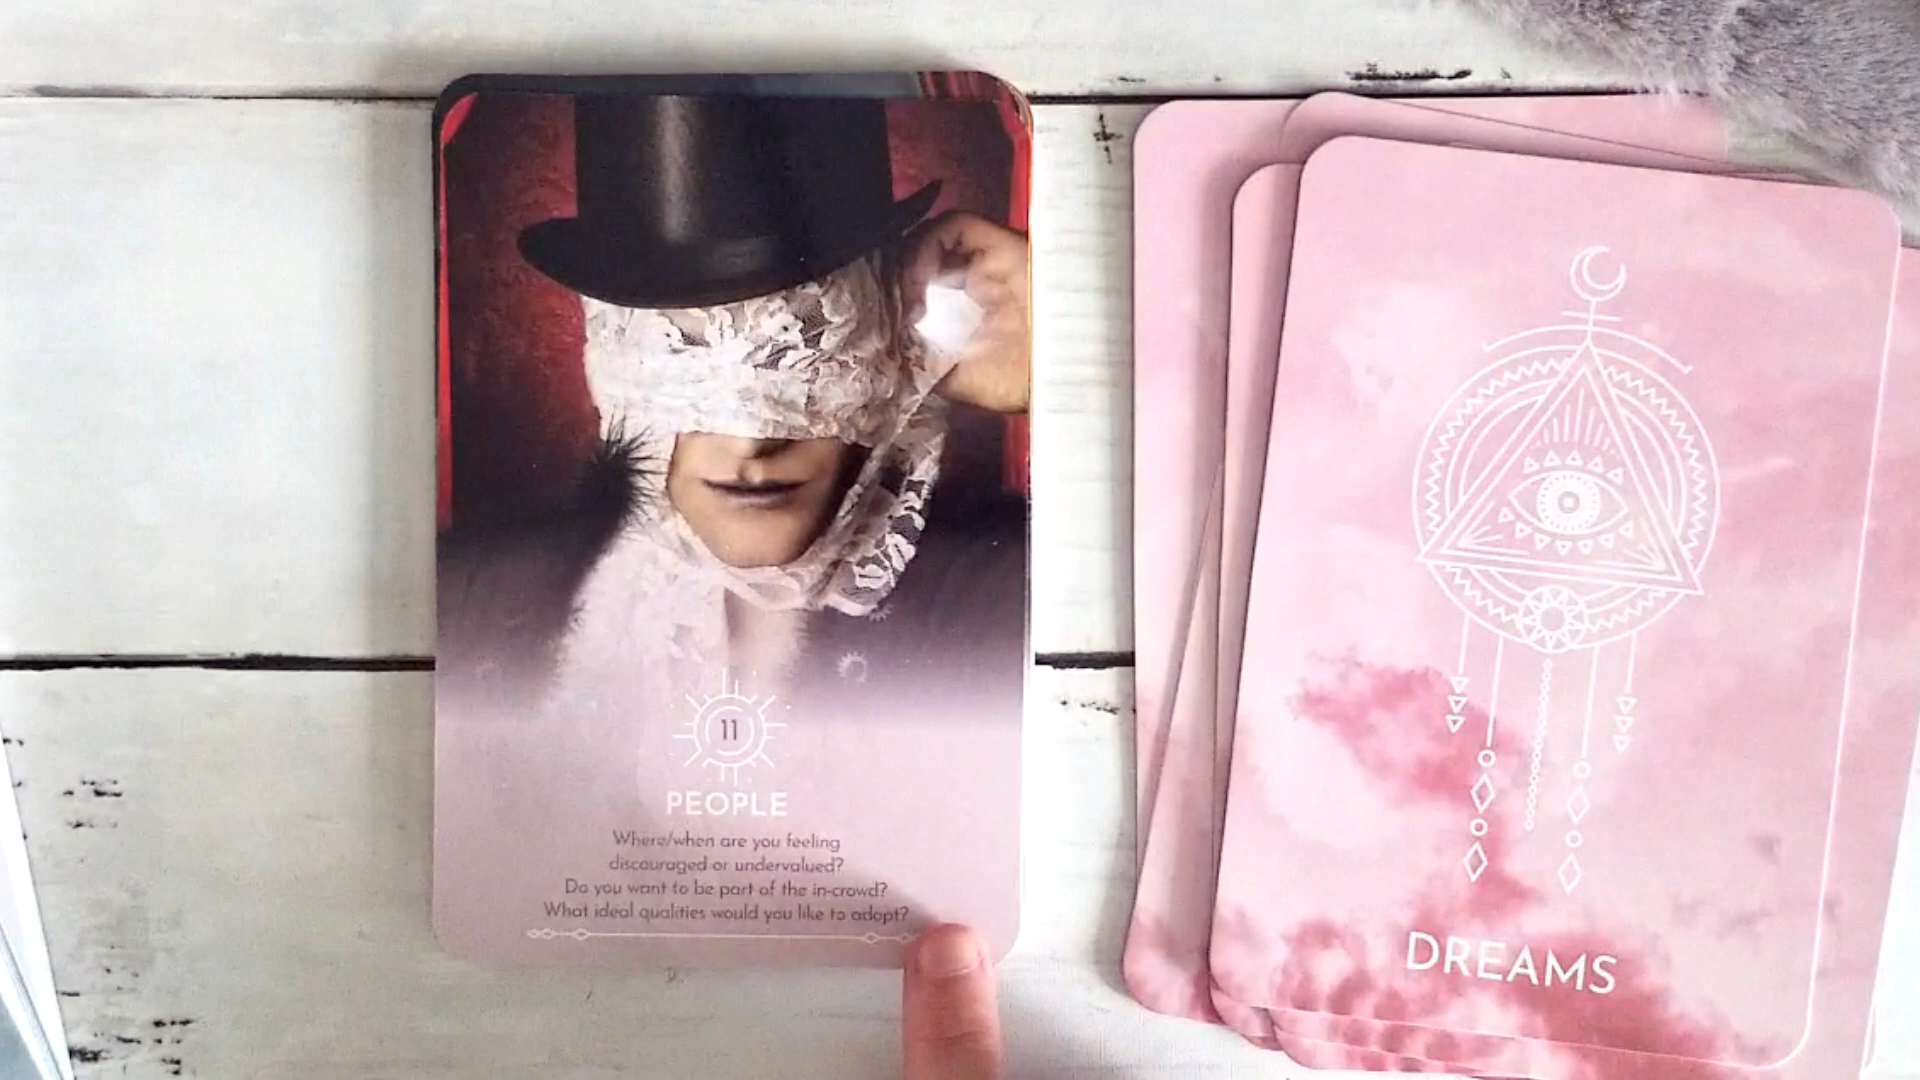 11
PEOPLE
Where/when are you feeling
discouraged or undervalued?
Do you want to be part of the in-crowd?
What ideal qualities would you like to adopt?
DREAMS